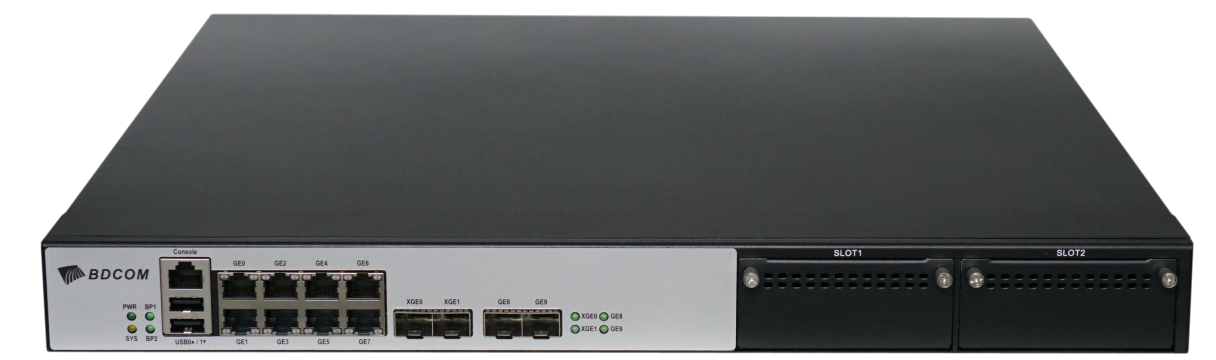 SLOT1 SLOT2
Console
BDCOM
GE0 GE2 GE4 GE6
XGE0 XGE1 GE8 GE9
PWR BP1
XGE0 GE8
XGE1 GE9
SYS BP2
USB0▲ / 1▼
GE1 GE3 GE5 GE7